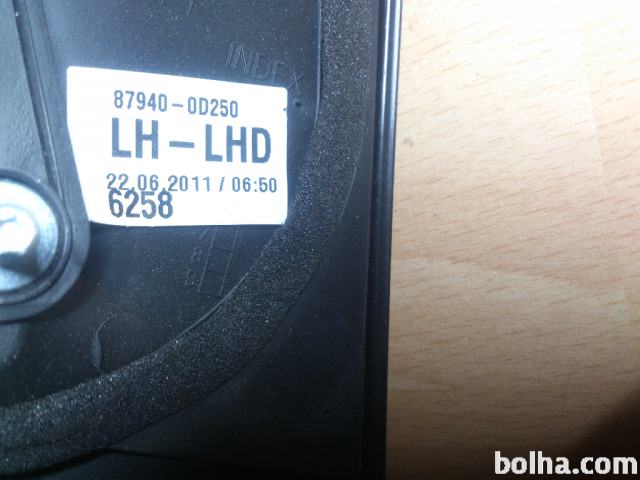 INDEX
87940-0D250
LH-LHD
22.06.2011 / 06:50
6258
bolha.com